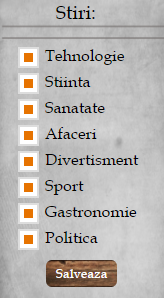 Stiri:
Tehnologie
Stiinta
Sanatate
Afaceri
Divertisment
Sport
Gastronomie
Politica
Salveaza